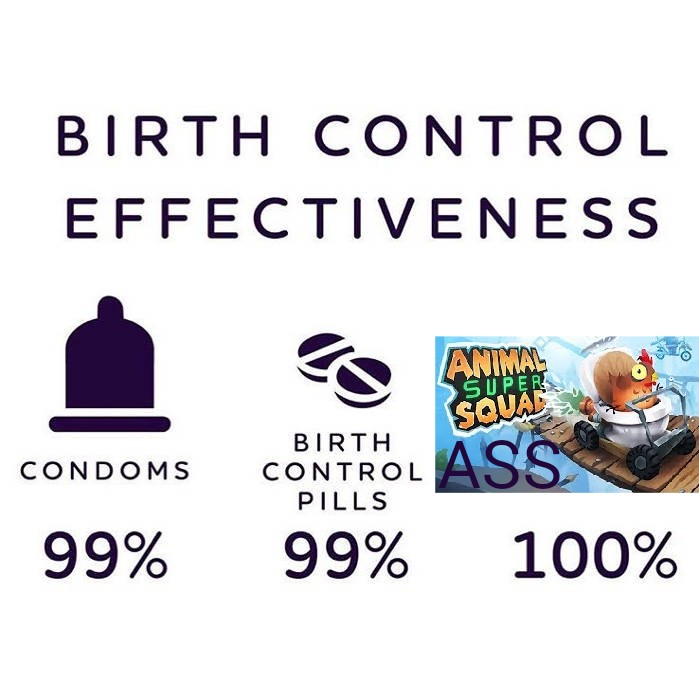 BIRTH CONTROL
EFFECTIVENESS
CONDOMS
99%
BIRTH
CONTROL
PILLS
99%
ANIMAL
SUPER
SQUAD
ASS
100%